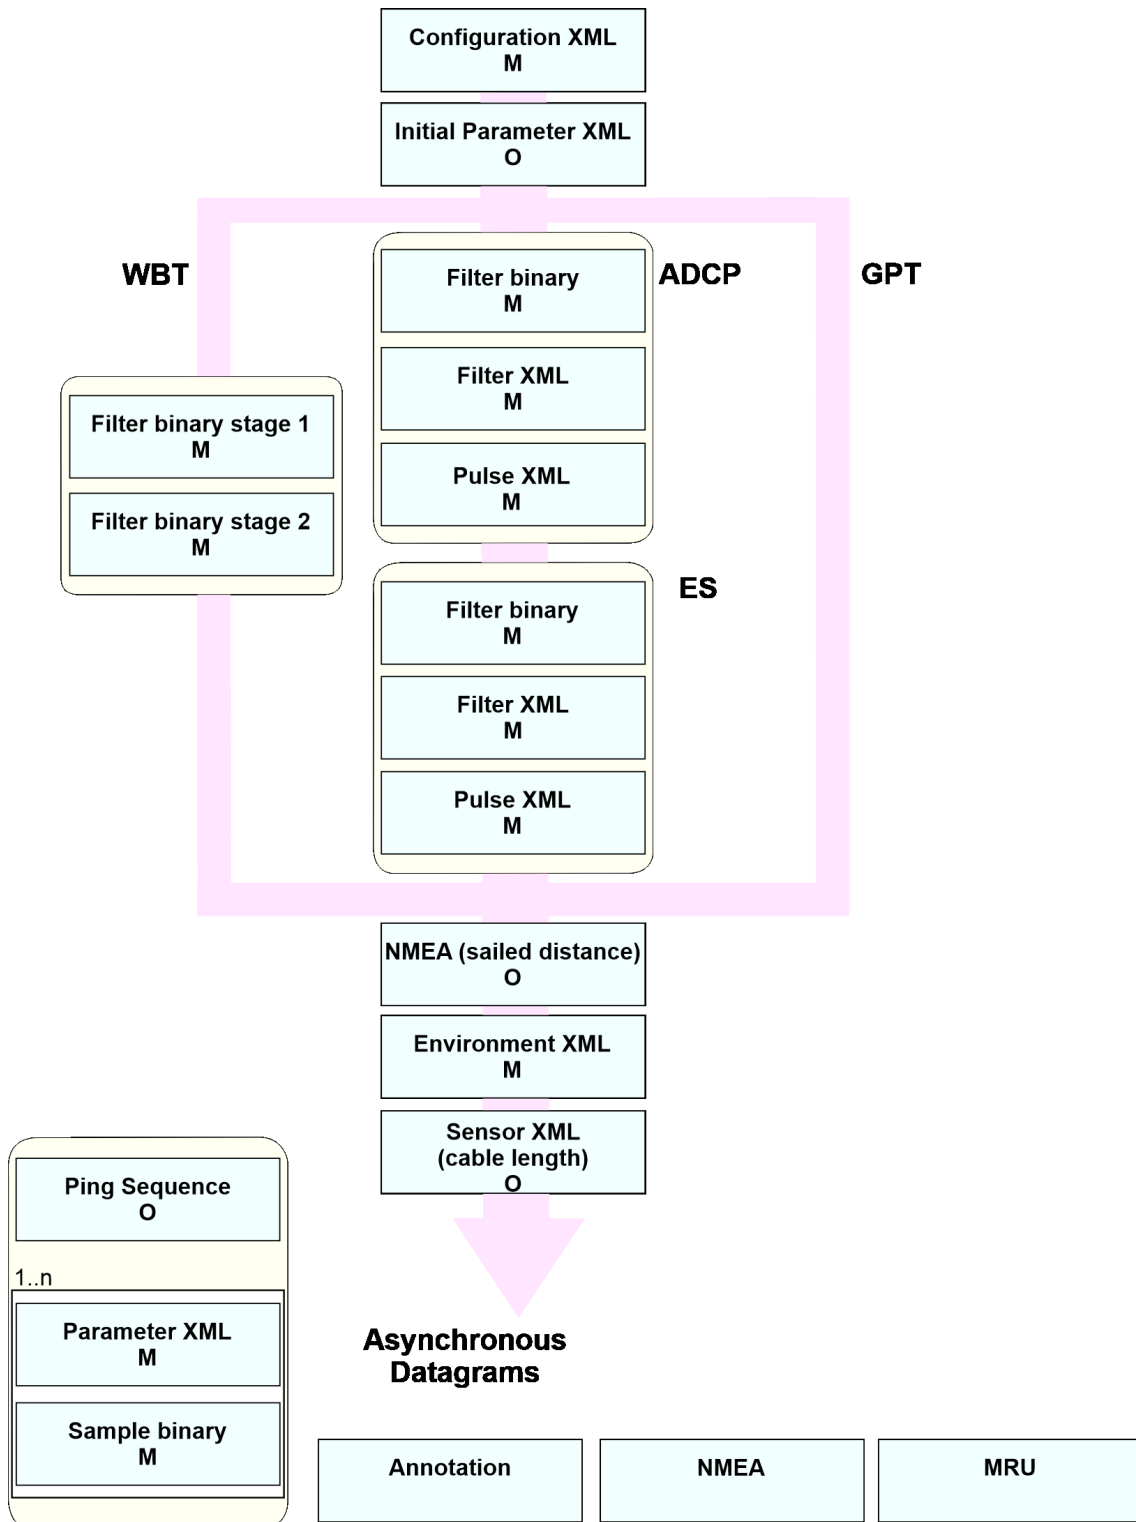 Configuration XML
M
Initial Parameter XML
O
WBT
ADCP
GPT
Filter binary
M
Filter XML
M
Pulse XML
M
Filter binary stage 1
M
Filter binary stage 2
M
ES
Filter binary
M
Filter XML
M
Pulse XML
M
NMEA (sailed distance)
O
Environment XML
M
Sensor XML
(cable length)
O
Ping Sequence
O
1..n
Parameter XML
M
Sample binary
M
Asynchronous
Datagrams
Annotation
NMEA
MRU